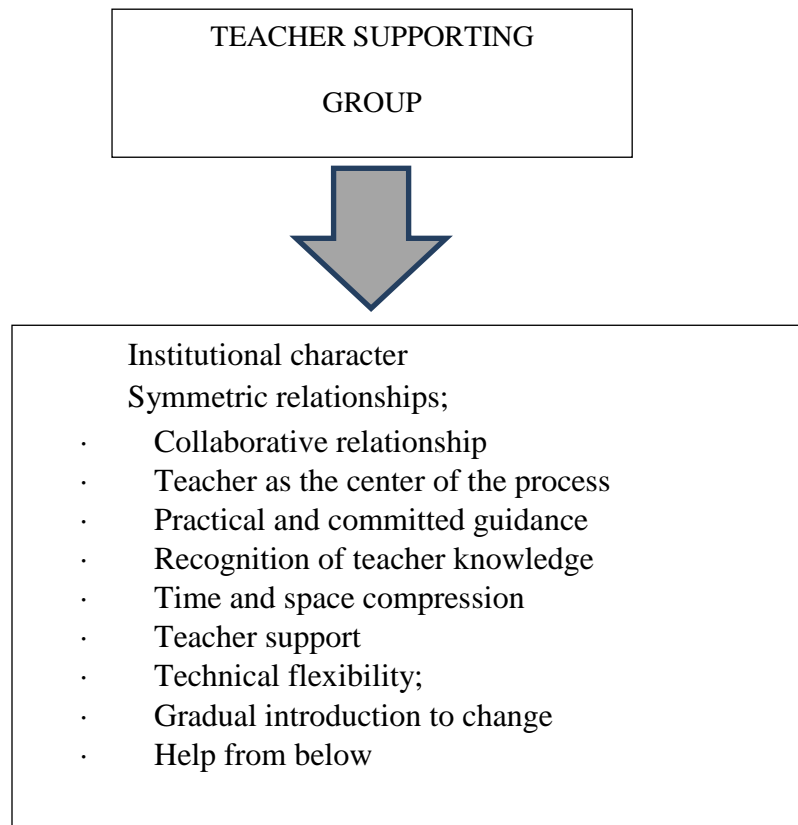 TEACHER SUPPORTING
GROUP
Institutional character
Symmetric relationships;
· Collaborative relationship
· Teacher as the center of the process
· Practical and committed guidance
· Recognition of teacher knowledge
· Time and space compression
· Teacher support
· Technical flexibility;
· Gradual introduction to change
· Help from below